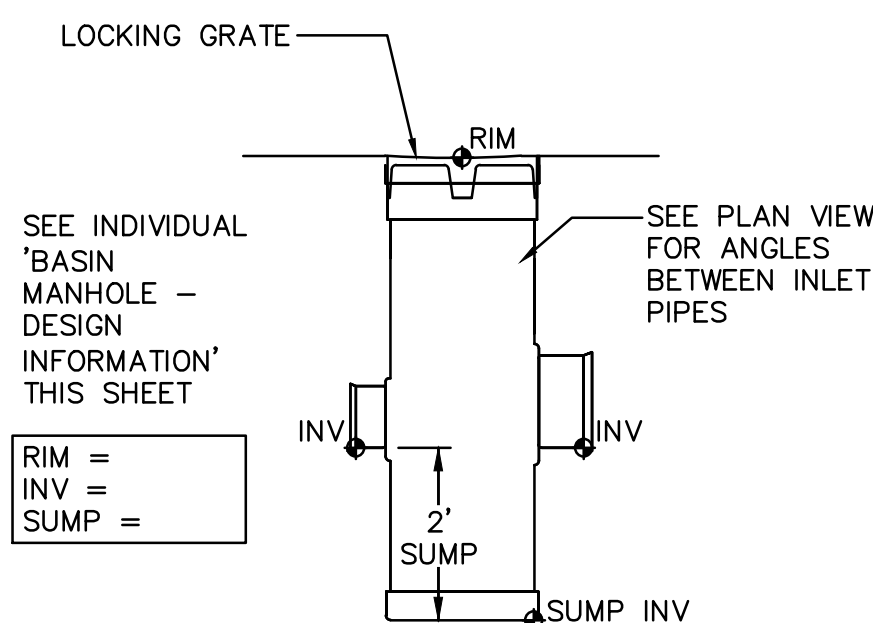 LOCKING GRATE
RIM
SEE INDIVIDUAL
'BASIN
MANHOLE –
DESIGN
INFORMATION'
THIS SHEET
SEE PLAN VIEW
FOR ANGLES
BETWEEN INLET
PIPES
INV
INV
RIM =
INV =
SUMP =
2'
SUMP
SUMP INV